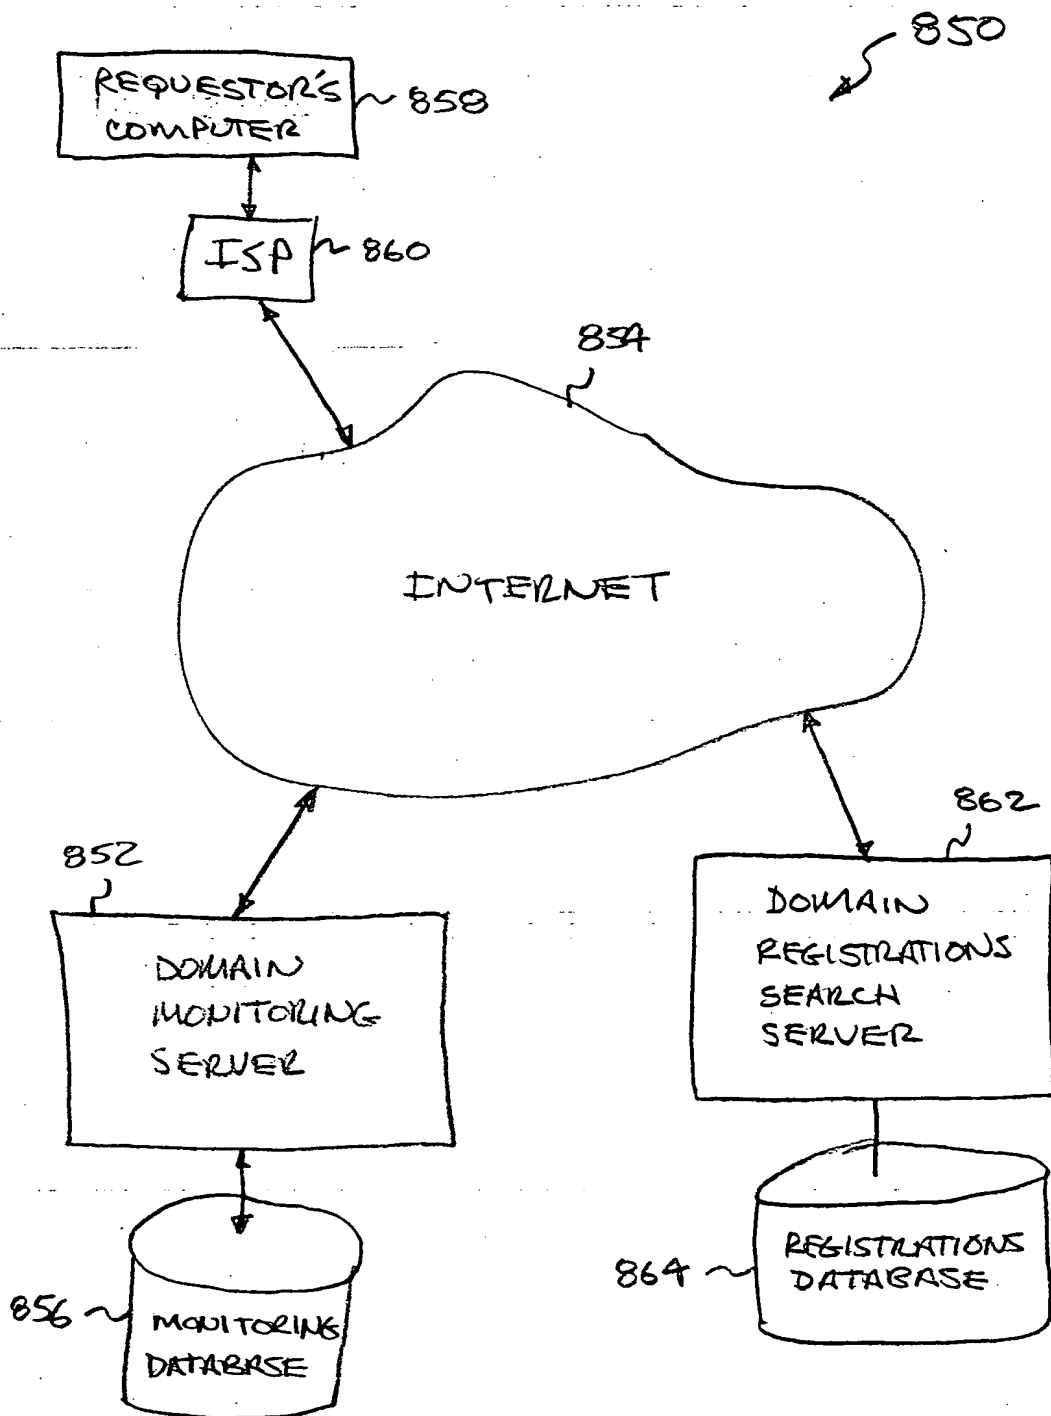 850
REQUESTOR'S
COMPUTER
858
ISP
860
854
INTERNET
852
862
DOMAIN
MONITORING
SERVER
DOMAIN
REGISTRATIONS
SEARCH
SERVER
856
MONITORING
DATABASE
864
REGISTRATIONS
DATABASE